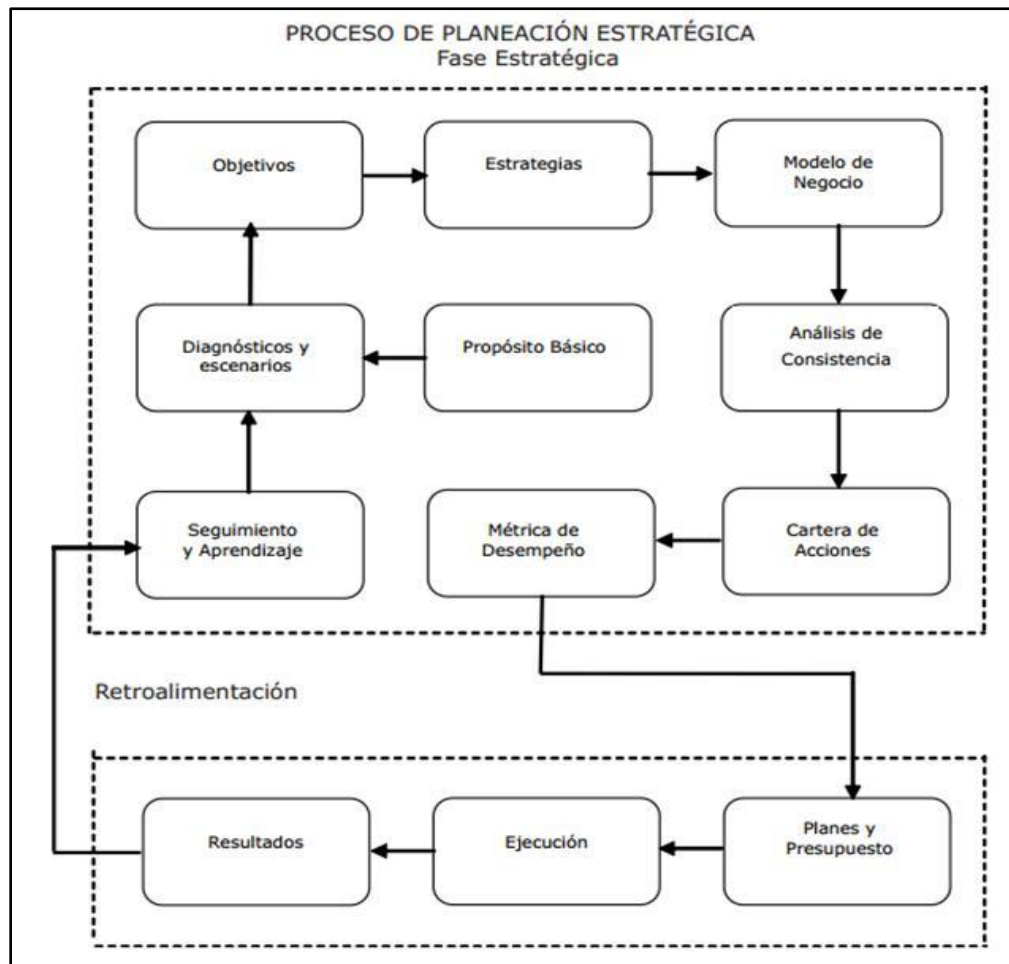 PROCESO DE PLANEACIÓN ESTRATÉGICA
Fase Estratégica
Objetivos
Estrategias
Modelo de
Negocio
Diagnósticos y
escenarios
Propósito Básico
Análisis de
Consistencia
Seguimiento
y Aprendizaje
Métrica de
Desempeño
Cartera de
Acciones
Retroalimentación
Resultados
Ejecución
Planes y
Presupuesto